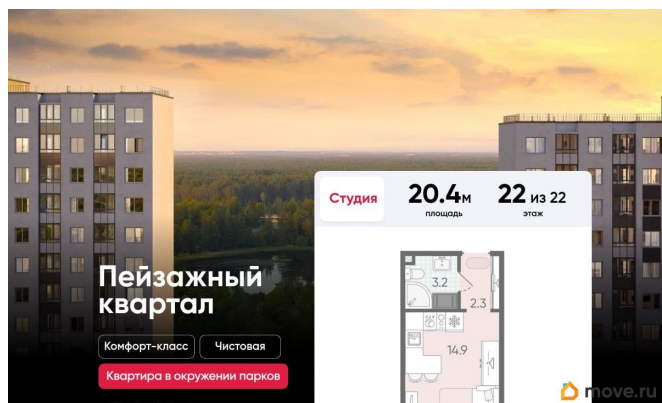 Студия
20.4м
площадь
22 из 22
этаж
Пейзажный
квартал
Комфорт-класс
Чистовая
Квартира в окружении парков
3.2
2.3
14.9
move.ru